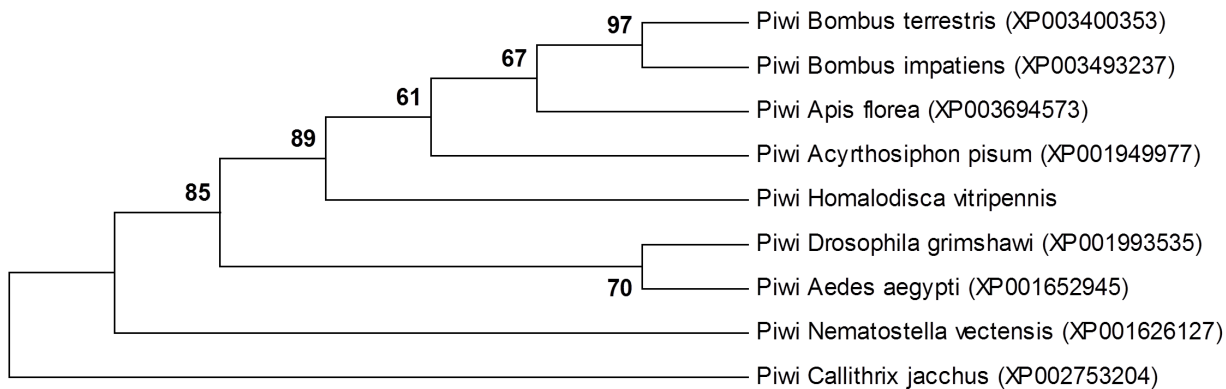 97
Piwi Bombus terrestris (XP003400353)
67
Piwi Bombus impatiens (XP003493237)
61
Piwi Apis florea (XP003694573)
89
Piwi Acyrthosiphon pisum (XP001949977)
85
Piwi Homalodisca vitripennis
Piwi Drosophila grimshawi (XP001993535)
70
Piwi Aedes aegypti (XP001652945)
Piwi Nematostella vectensis (XP001626127)
Piwi Callithrix jacchus (XP002753204)